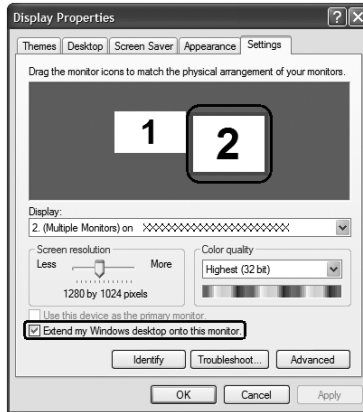 Display Properties
Themes Desktop Screen Saver Appearance Settings
Drag the monitor icons to match the physical arrangement of your monitors.
1 2
Display:
2. (Multiple Monitors) on XXXXXXXXXXXXXXXXXXXXXXX
Screen resolution
Less More
1280 by 1024 pixels
Color quality
Highest (32 bit)
Use this device as the primary monitor.
Extend my Windows desktop onto this monitor.
Identify Troubleshoot... Advanced
OK Cancel Apply